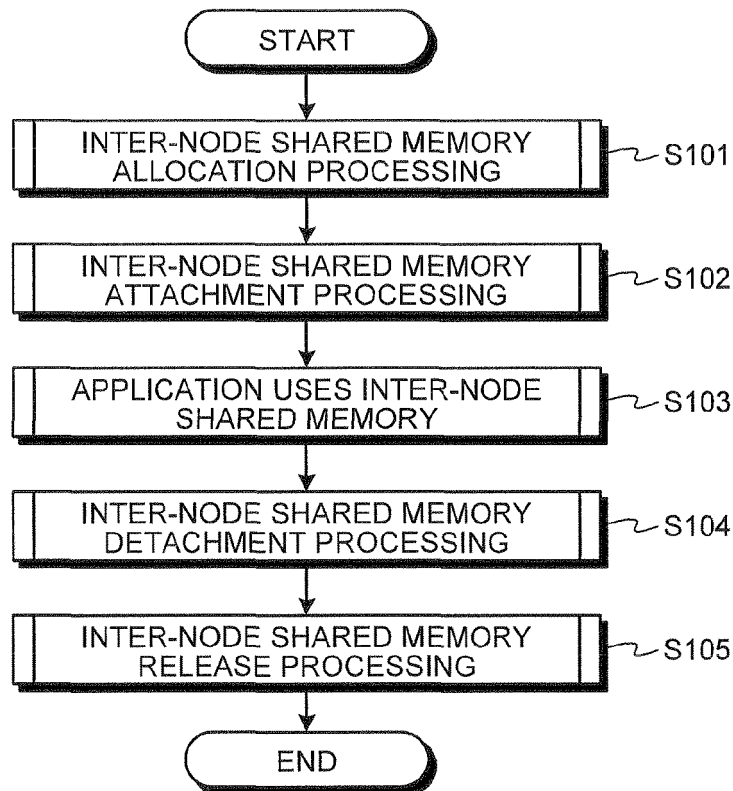 START
INTER-NODE SHARED MEMORY
ALLOCATION PROCESSING
S101
INTER-NODE SHARED MEMORY
ATTACHMENT PROCESSING
S102
APPLICATION USES INTER-NODE
SHARED MEMORY
S103
INTER-NODE SHARED MEMORY
DETACHMENT PROCESSING
S104
INTER-NODE SHARED MEMORY
RELEASE PROCESSING
S105
END